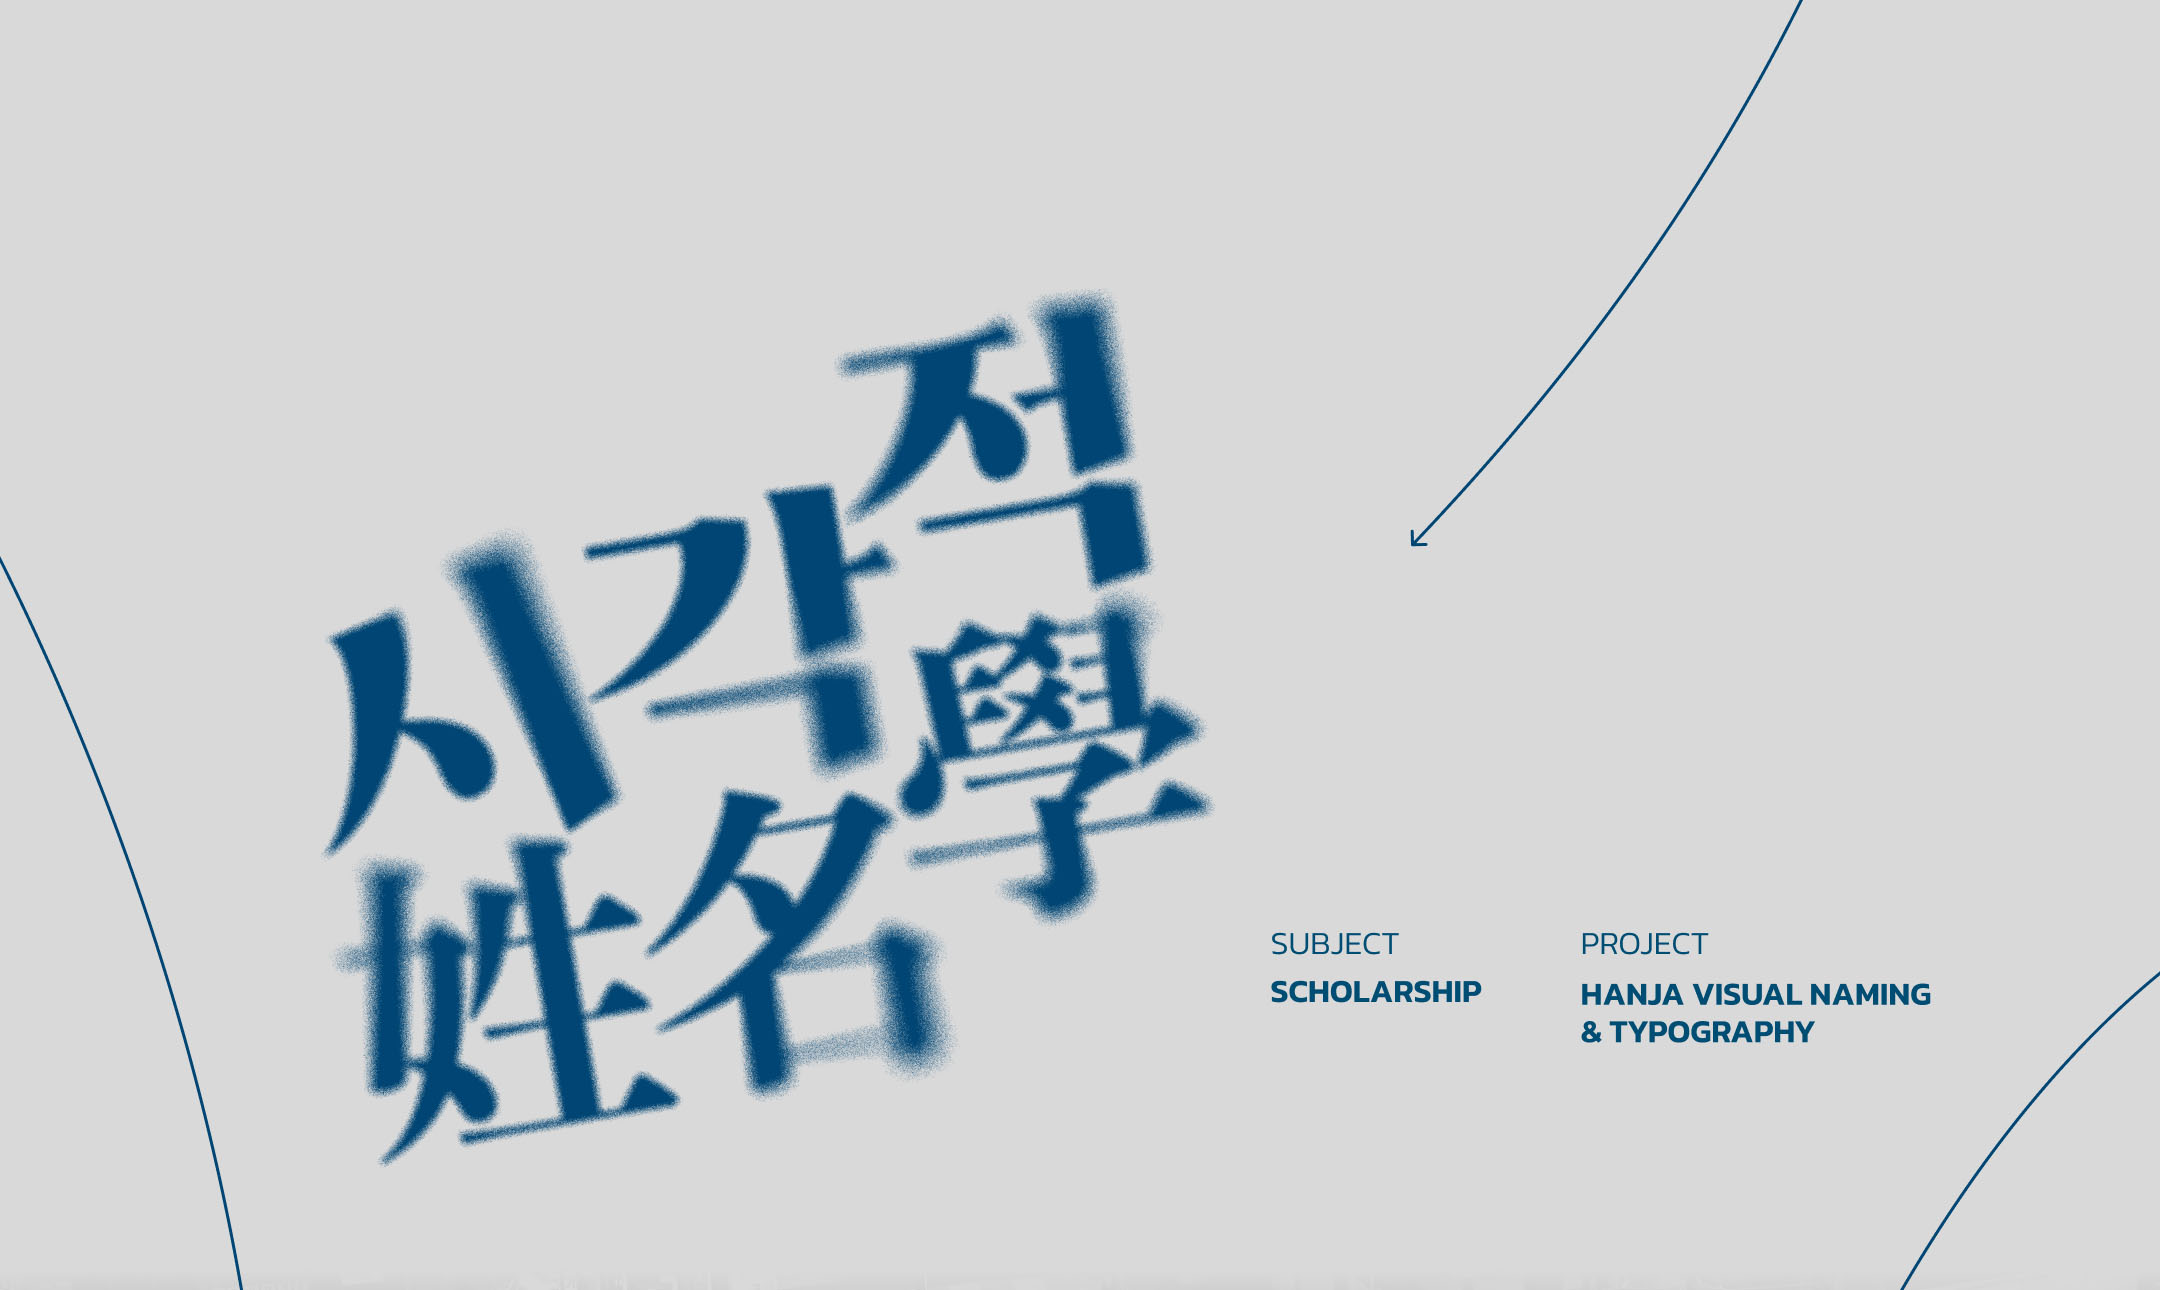 시각적
姓名學
SUBJECT
SCHOLARSHIP
PROJECT
HANJA VISUAL NAMING
& TYPOGRAPHY